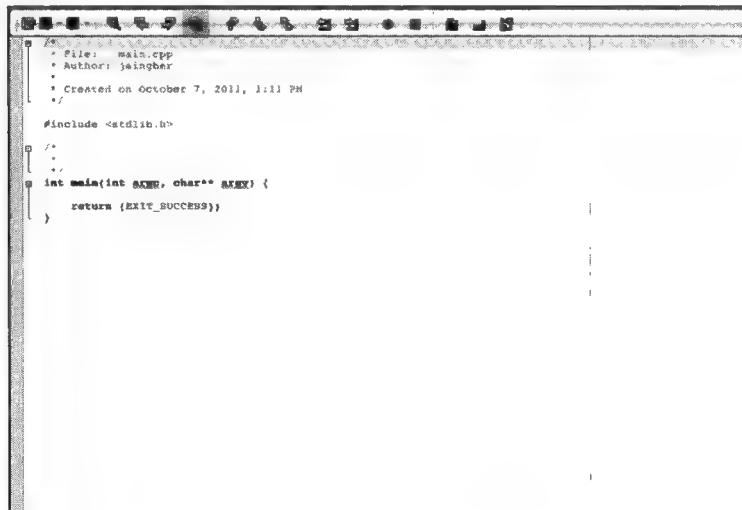 /*
 * File:   main.cpp
 * Author: jsingbar
 *
 * Created on October 7, 2011, 1:11 PM
 */
#include <stdlib.h>
/*
 *
 */
int main(int argc, char** argv) {
    return (EXIT_SUCCESS);
}